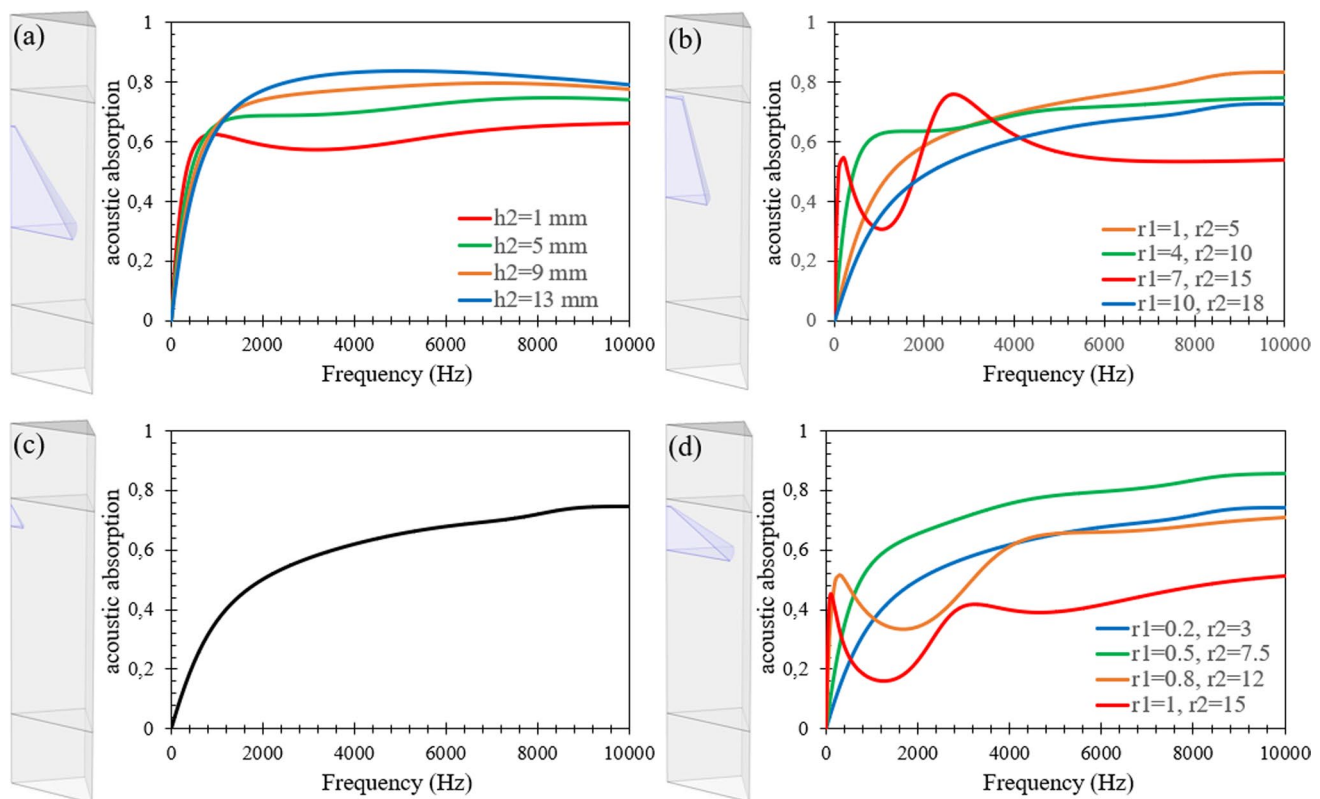 (a)
acoustic absorption
1
0,8
0,6
0,4
0,2
0
h2=1 mm
h2=5 mm
h2=9 mm
h2=13 mm
0 2000 4000 6000 8000 10000
Frequency (Hz)
(b)
acoustic absorption
1
0,8
0,6
0,4
0,2
0
r1=1, r2=5
r1=4, r2=10
r1=7, r2=15
r1=10, r2=18
0 2000 4000 6000 8000 10000
Frequency (Hz)
(c)
acoustic absorption
1
0,8
0,6
0,4
0,2
0
0 2000 4000 6000 8000 10000
Frequency (Hz)
(d)
acoustic absorption
1
0,8
0,6
0,4
0,2
0
r1=0.2, r2=3
r1=0.5, r2=7.5
r1=0.8, r2=12
r1=1, r2=15
0 2000 4000 6000 8000 10000
Frequency (Hz)